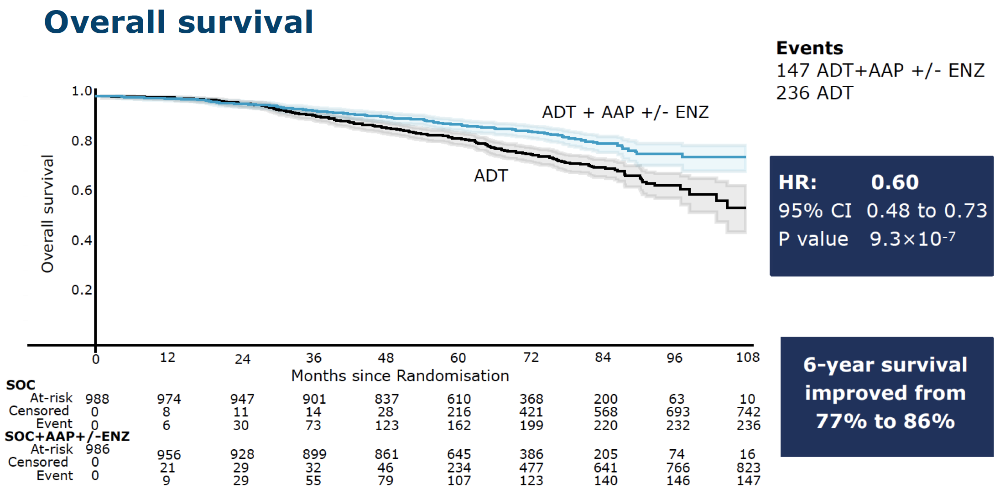 Overall survival
Events
147 ADT+AAP +/- ENZ
236 ADT
1.0
0.8
0.6
0.4
0.2
Overall survival
ADT + AAP +/- ENZ
ADT
HR: 0.60
95% CI 0.48 to 0.73
P value 9.3×10⁻⁷
6-year survival
improved from
77% to 86%
0 12 24 36 48 60 72 84 96 108
Months since Randomisation
SOC
At-risk 988 974 947 901 837 610 368 200 63 10
Censored 0 8 11 14 28 216 421 568 693 742
Event 0 6 30 73 123 162 199 220 232 236
SOC+AAP+/-ENZ
At-risk 986 956 928 899 861 645 386 205 74 16
Censored 0 21 29 32 46 234 477 641 766 823
Event 0 9 29 55 79 107 123 140 146 147